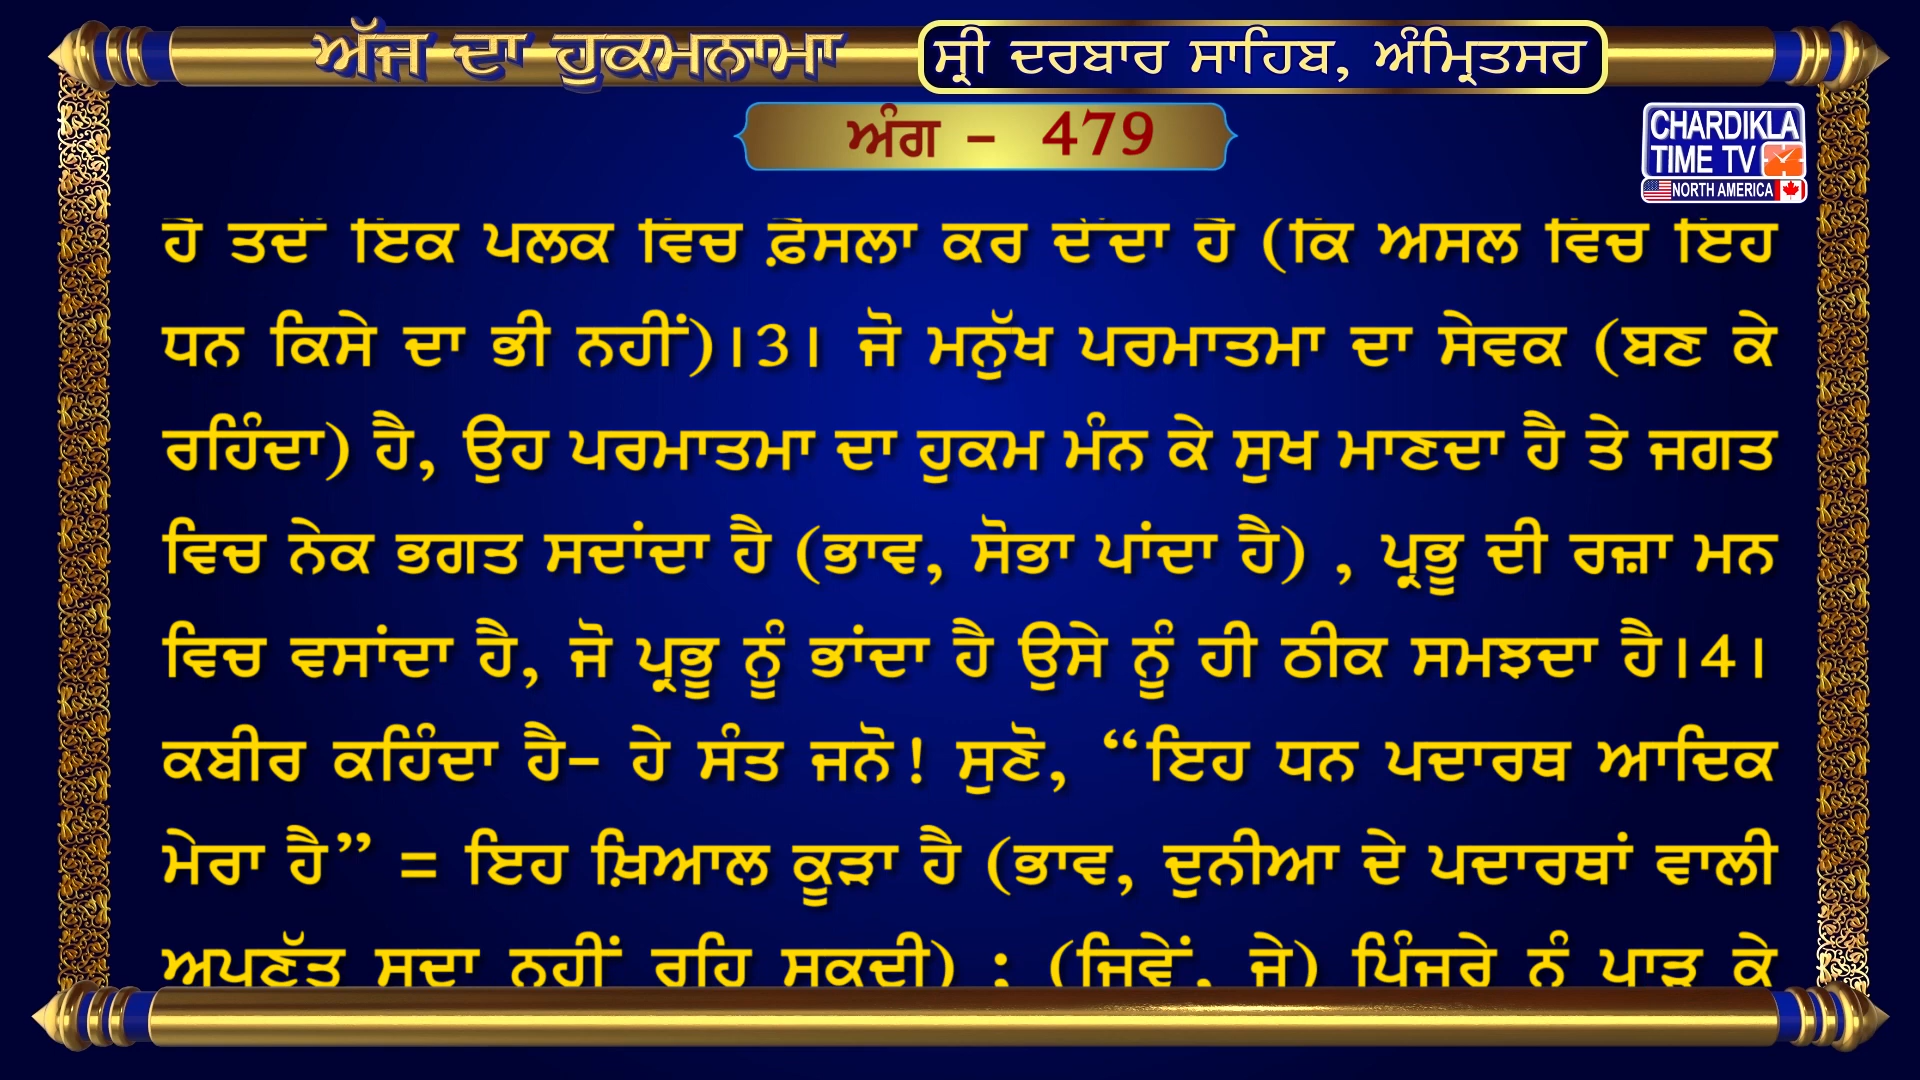 ਅੱਜ ਦਾ ਹੁਕਮਨਾਮਾ
ਸ੍ਰੀ ਦਰਬਾਰ ਸਾਹਿਬ, ਅੰਮ੍ਰਿਤਸਰ
ਅੰਗ - 479
CHARDIKLA
TIME TV
NORTH AMERICA
ਹੈ ਤਦੋਂ ਇਕ ਪਲਕ ਵਿਚ ਫ਼ੈਸਲਾ ਕਰ ਦੇਂਦਾ ਹੈ (ਕਿ ਅਸਲ ਵਿਚ ਇਹ
ਧਨ ਕਿਸੇ ਦਾ ਭੀ ਨਹੀਂ)।3। ਜੋ ਮਨੁੱਖ ਪਰਮਾਤਮਾ ਦਾ ਸੇਵਕ (ਬਣ ਕੇ
ਰਹਿੰਦਾ) ਹੈ, ਉਹ ਪਰਮਾਤਮਾ ਦਾ ਹੁਕਮ ਮੰਨ ਕੇ ਸੁਖ ਮਾਣਦਾ ਹੈ ਤੇ ਜਗਤ
ਵਿਚ ਨੇਕ ਭਗਤ ਸਦਾਂਦਾ ਹੈ (ਭਾਵ, ਸੋਭਾ ਪਾਂਦਾ ਹੈ) , ਪ੍ਰਭੂ ਦੀ ਰਜ਼ਾ ਮਨ
ਵਿਚ ਵਸਾਂਦਾ ਹੈ, ਜੋ ਪ੍ਰਭੂ ਨੂੰ ਭਾਂਦਾ ਹੈ ਉਸੇ ਨੂੰ ਹੀ ਠੀਕ ਸਮਝਦਾ ਹੈ।4।
ਕਬੀਰ ਕਹਿੰਦਾ ਹੈ– ਹੇ ਸੰਤ ਜਨੋ! ਸੁਣੋ, “ਇਹ ਧਨ ਪਦਾਰਥ ਆਦਿਕ
ਮੇਰਾ ਹੈ” = ਇਹ ਖ਼ਿਆਲ ਕੂੜਾ ਹੈ (ਭਾਵ, ਦੁਨੀਆ ਦੇ ਪਦਾਰਥਾਂ ਵਾਲੀ
ਅਪਣੱਤ ਸਦਾ ਨਹੀਂ ਰਹਿ ਸਕਦੀ) ; (ਜਿਵੇਂ, ਜੇ) ਪਿੰਜਰੇ ਨੂੰ ਪਾੜ ਕੇ